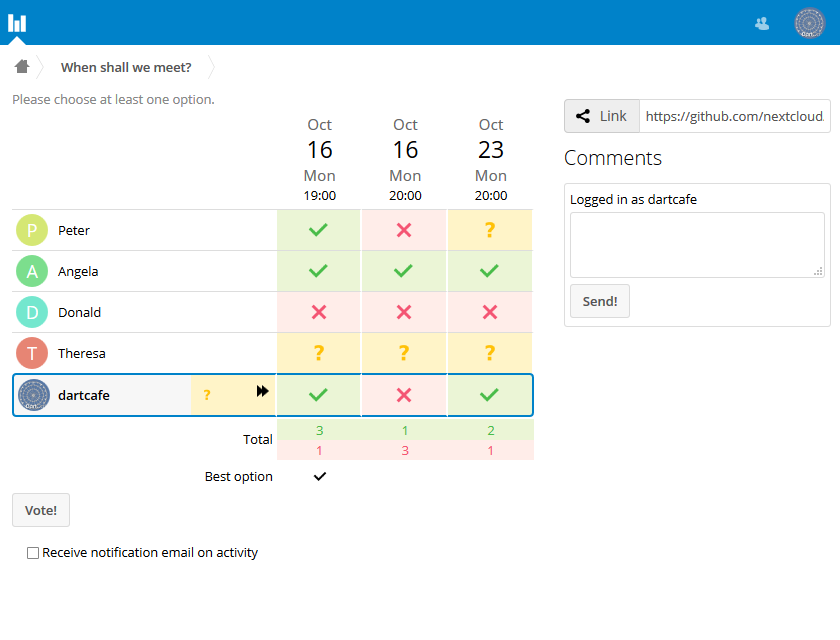 When shall we meet?
Please choose at least one option.
Oct Oct Oct
16 16 23
Mon Mon Mon
19:00 20:00 20:00
P Peter ?
A Angela
D Donald
T Theresa ? ? ?
dartcafe ?
3 1 2
Total
1 3 1
Best option
Vote!
Receive notification email on activity
Link https://github.com/nextcloud
Comments
Logged in as dartcafe
Send!